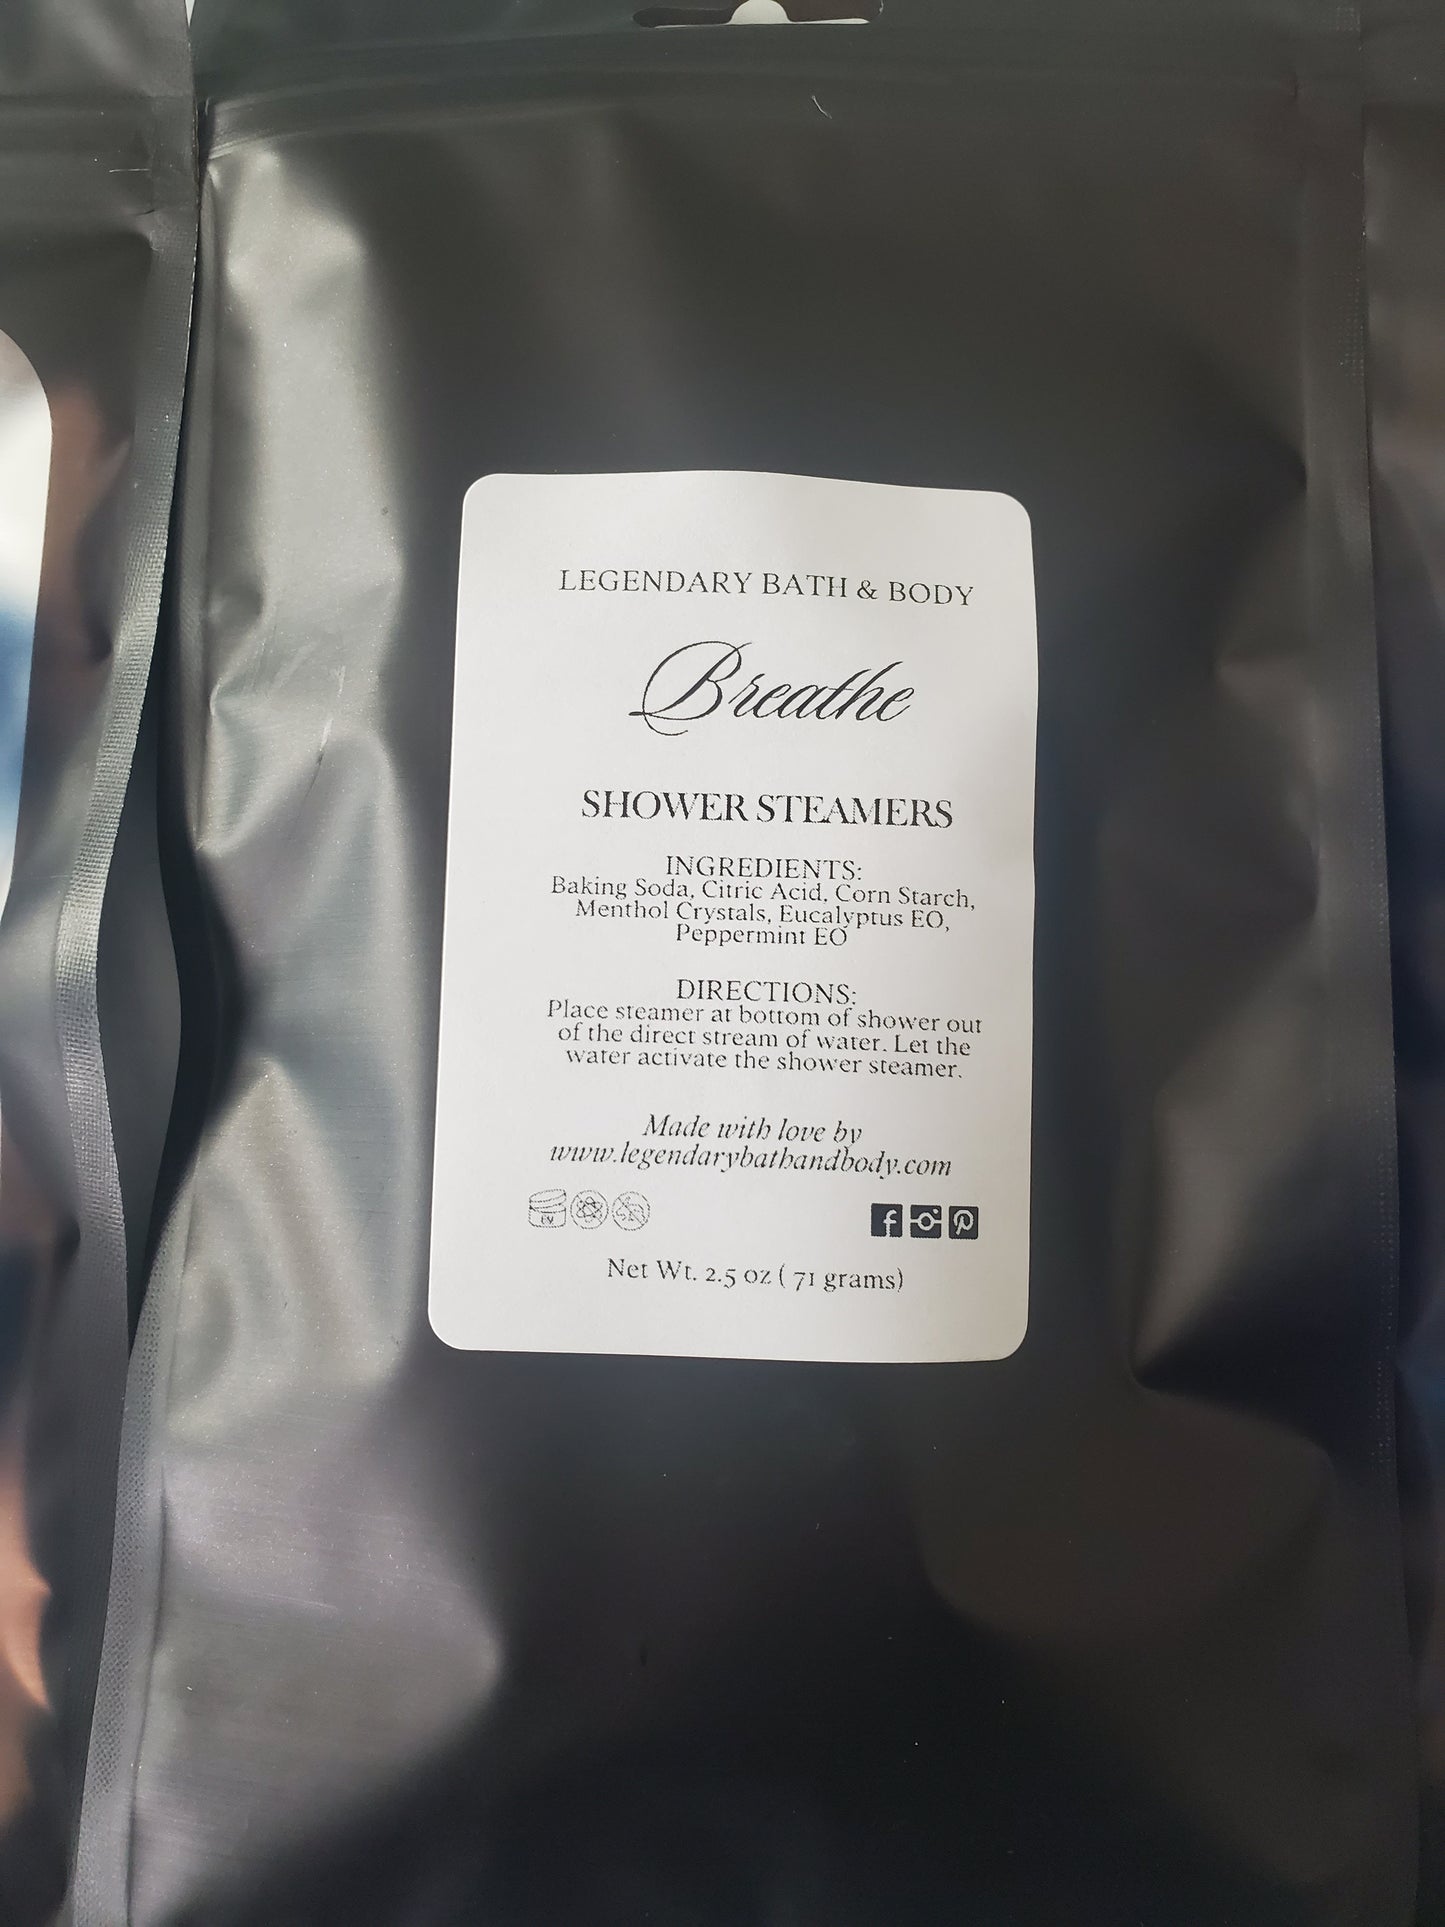 LEGENDARY BATH & BODY
Breathe
SHOWER STEAMERS
INGREDIENTS:
Baking Soda, Citric Acid, Corn Starch,
Menthol Crystals, Eucalyptus EO,
Peppermint EO
DIRECTIONS:
Place steamer at bottom of shower out
of the direct stream of water. Let the
water activate the shower steamer.
Made with love by
www.legendarybathandbody.com
Net Wt. 2.5 oz ( 71 grams)